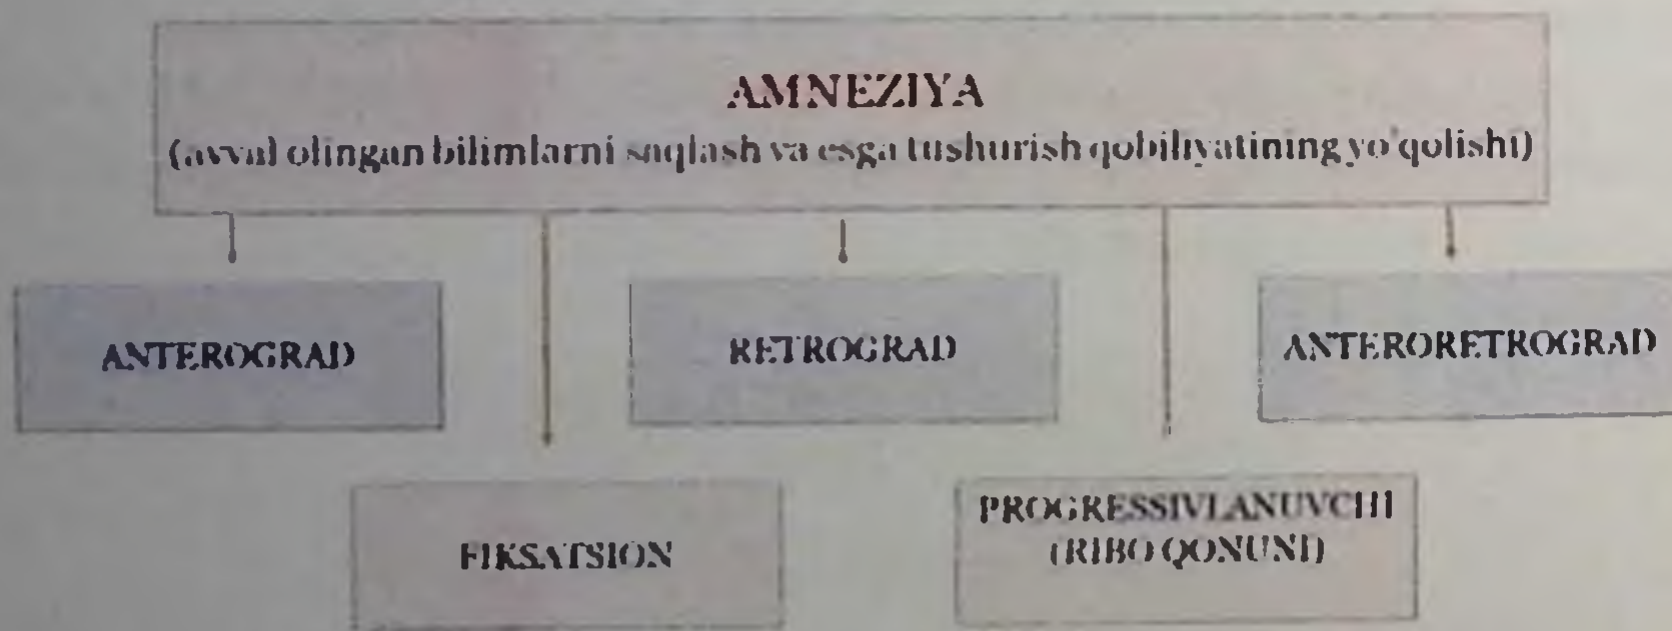 AMNEZIYA
(avval olingan bilimlarni saqlash va esga tushurish qobiliyatining yo'qolishi)
ANTEROGRAD
RETROGRAD
ANTERORETROGRAD
FIKSATSION
PROGRESSIVLANUVCHI
(RIBO QONUNI)